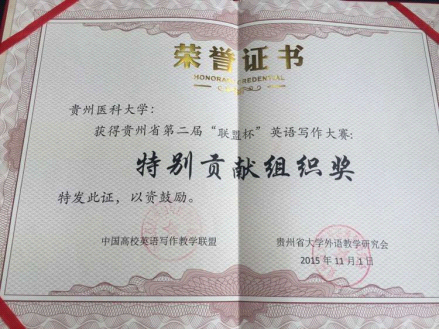 荣誉证书
HONORARY CREDENTIAL
贵州医科大学：
获得贵州省第二届“联盟杯”英语写作大赛：
特别贡献组织奖
特发此证，以资鼓励。
中国高校英语写作教学联盟
贵州省大学外语教学研究会
2015年11月1日